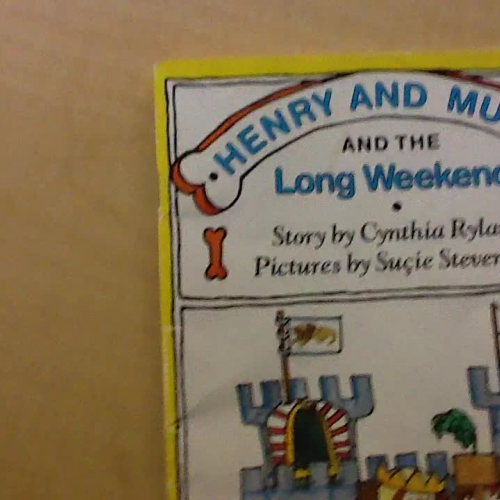 HENRY AND MU
AND THE
Long Weekend
Story by Cynthia Ryla
Pictures by Suçie Steven